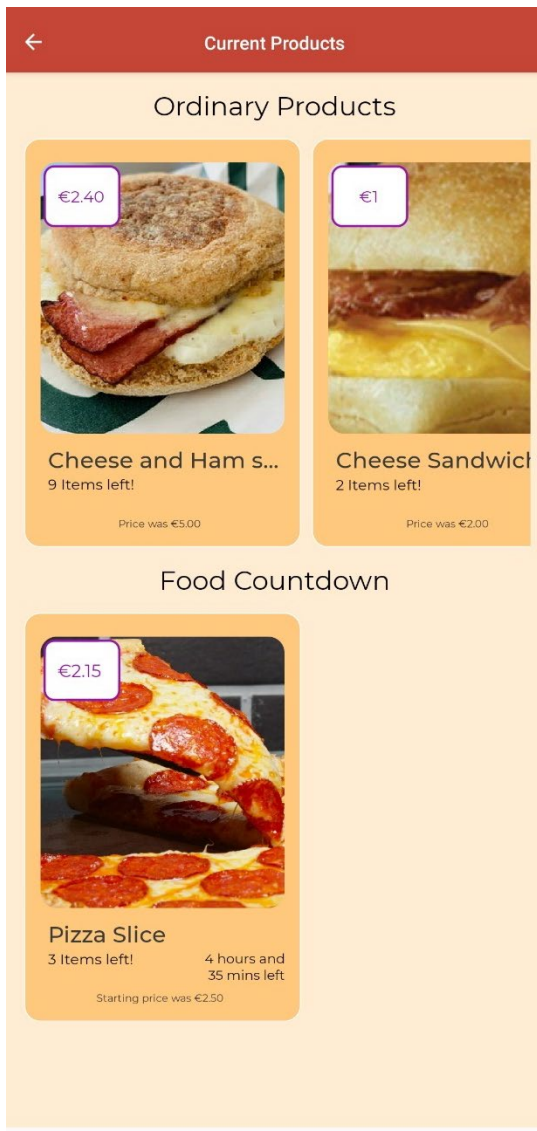 Current Products
Ordinary Products
€2.40
Cheese and Ham s...
9 Items left!
Price was €5.00
€1
Cheese Sandwich
2 Items left!
Price was €2.00
Food Countdown
€2.15
Pizza Slice
3 Items left!
4 hours and
35 mins left
Starting price was €2.50